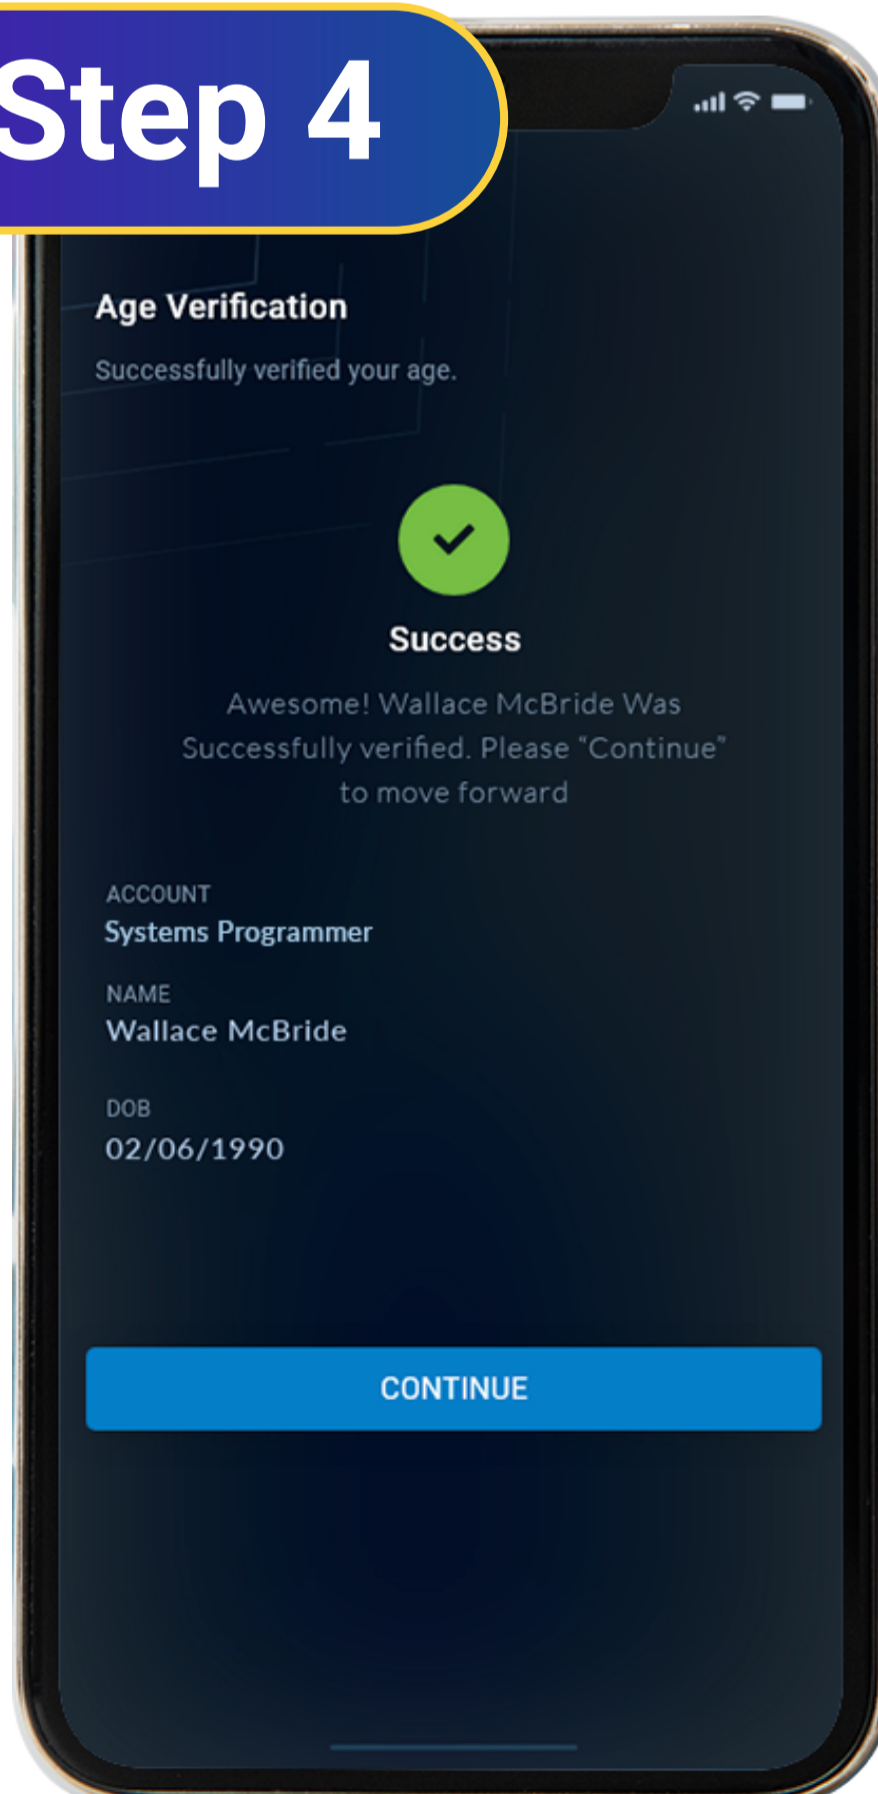 Step 4
Age Verification
Successfully verified your age.
Success
Awesome! Wallace McBride Was
Successfully verified. Please “Continue”
to move forward
ACCOUNT
Systems Programmer
NAME
Wallace McBride
DOB
02/06/1990
CONTINUE